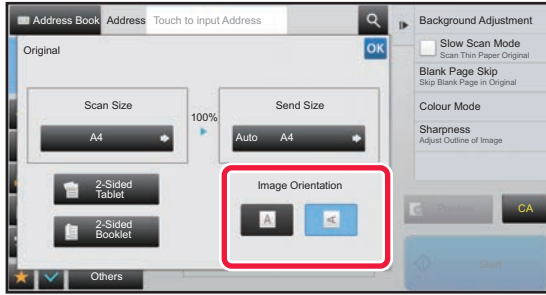 Address Book
Address
Touch to input Address
Original
OK
Scan Size
A4
100%
Send Size
Auto A4
2-Sided
Tablet
2-Sided
Booklet
Image Orientation
A
A
Others
Background Adjustment
Slow Scan Mode
Scan Thin Paper Original
Blank Page Skip
Skip Blank Page in Original
Colour Mode
Sharpness
Adjust Outline of Image
Preview
CA
Start